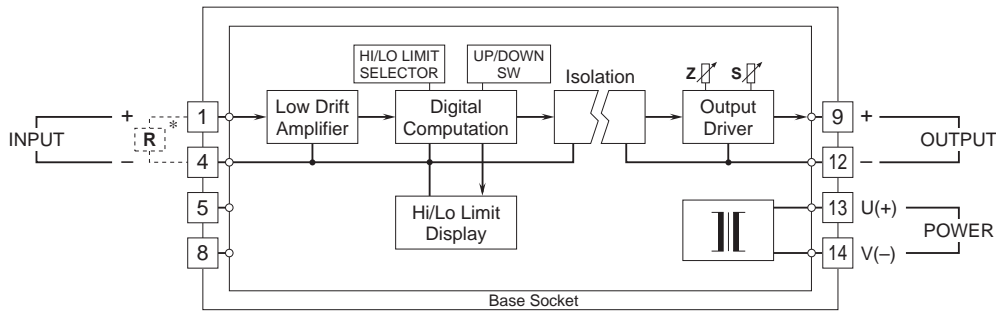 HI/LO LIMIT
SELECTOR
UP/DOWN
SW
Isolation
Z
S
INPUT
+
R
*
–
1
4
5
8
Low Drift
Amplifier
Digital
Computation
Output
Driver
Hi/Lo Limit
Display
9
12
13
14
+
–
U(+)
V(–)
OUTPUT
POWER
Base Socket